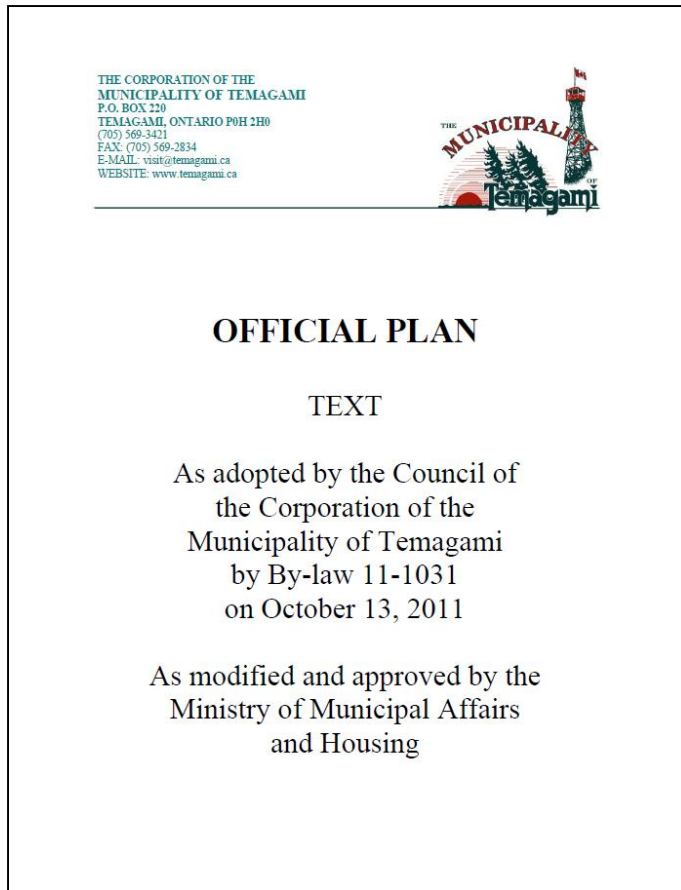 THE CORPORATION OF THE
MUNICIPALITY OF TEMAGAMI
P.O. BOX 220
TEMAGAMI, ONTARIO P0H 2H0
(705) 569-3421
FAX: (705) 569-2834
E-MAIL: visit@temagami.ca
WEBSITE: www.temagami.ca
THE
MUNICIPALITY
OF
Temagami
OFFICIAL PLAN
TEXT
As adopted by the Council of
the Corporation of the
Municipality of Temagami
by By-law 11-1031
on October 13, 2011
As modified and approved by the
Ministry of Municipal Affairs
and Housing